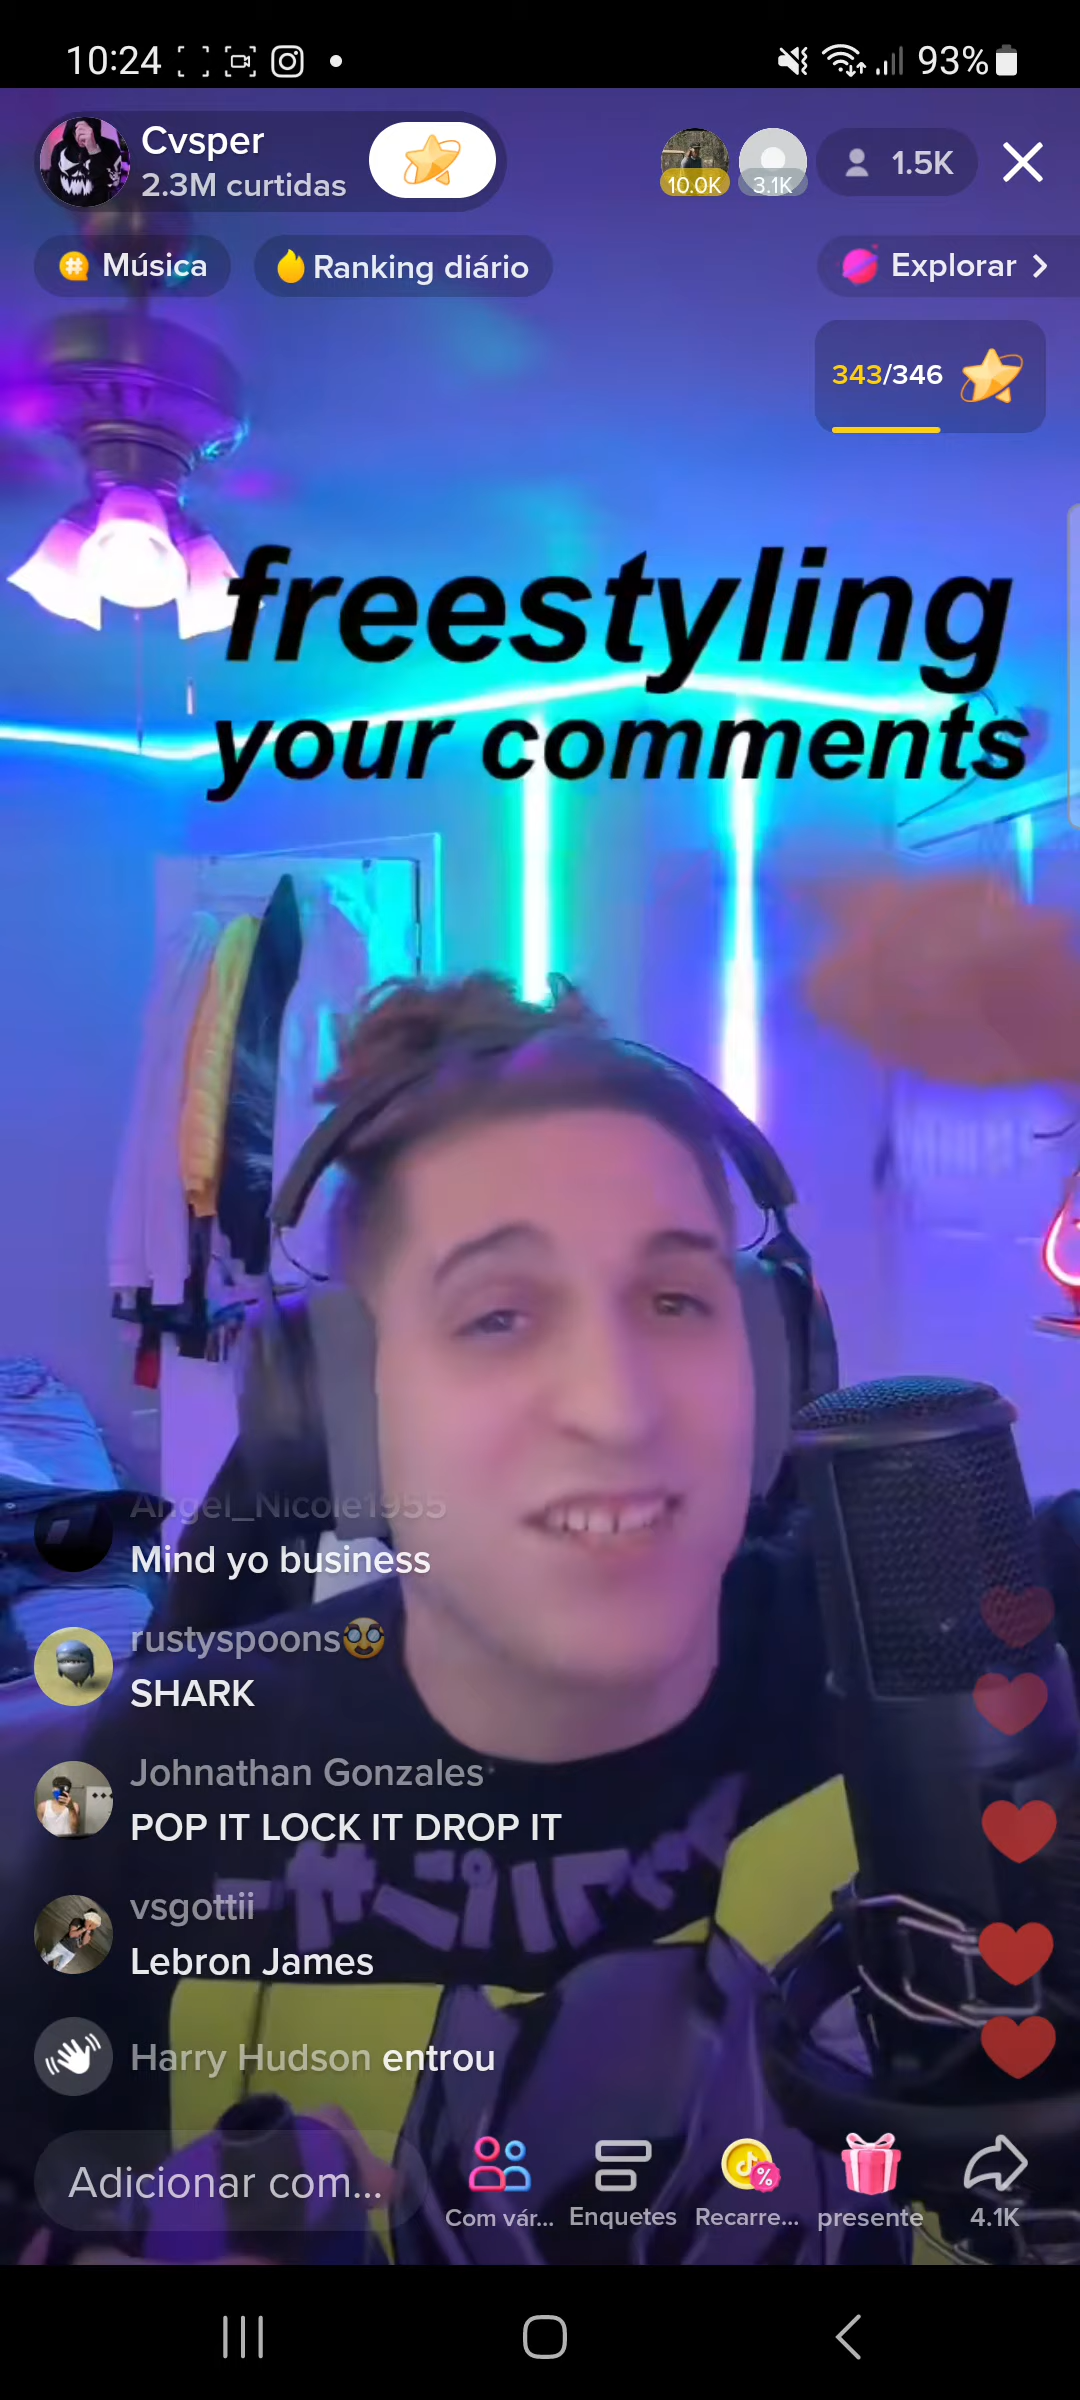 10:24
93%
Cvsper
2.3M curtidas
10.0K
3.1K
1.5K
Música
Ranking diário
Explorar
343/346
freestyling
your comments
Angel_Nicole1955
Mind yo business
rustyspoons🥸
SHARK
Johnathan Gonzales
POP IT LOCK IT DROP IT
vsgottii
Lebron James
Harry Hudson entrou
Adicionar com...
Com vár...
Enquetes
Recarre...
presente
4.1K